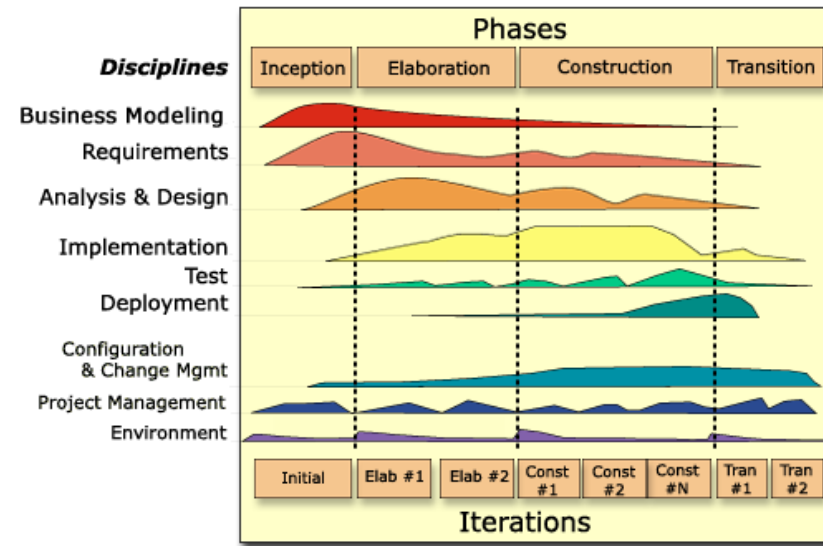 Phases
Disciplines
Inception
Elaboration
Construction
Transition
Business Modeling
Requirements
Analysis & Design
Implementation
Test
Deployment
Configuration
& Change Mgmt
Project Management
Environment
Initial
Elab #1
Elab #2
Const
#1
Const
#2
Const
#N
Tran
#1
Tran
#2
Iterations